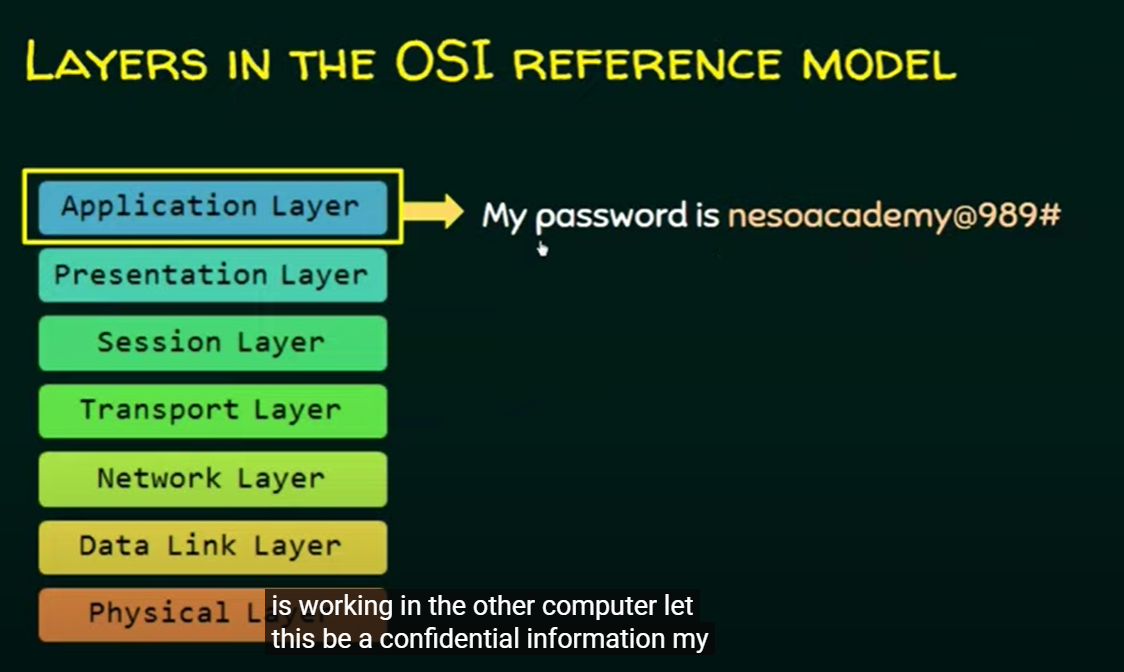 LAYERS IN THE OSI REFERENCE MODEL
Application Layer
My password is nesoacademy@989#
Presentation Layer
Session Layer
Transport Layer
Network Layer
Data Link Layer
Physical Layer
is working in the other computer let
this be a confidential information my